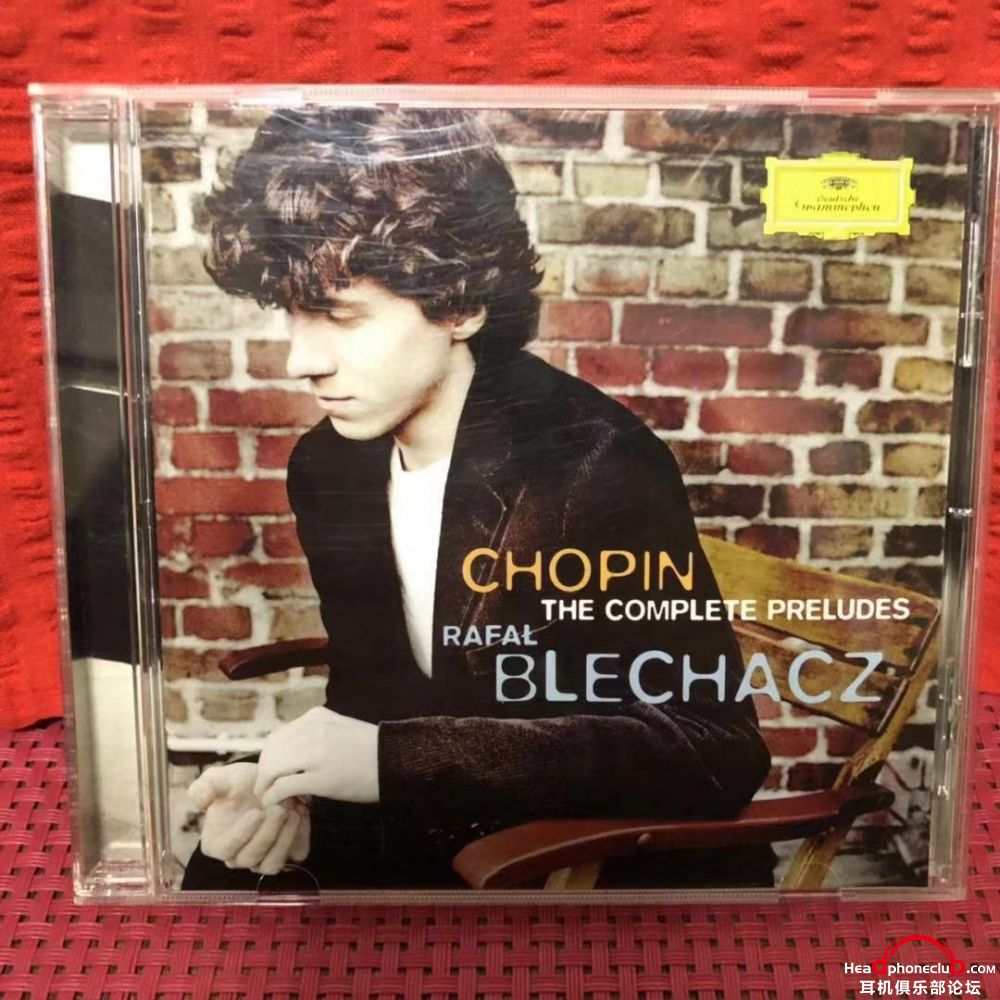 Deutsche
Grammophon
CHOPIN
THE COMPLETE PRELUDES
RAFAŁ
BLECHACZ
Headphoneclub.com
耳机俱乐部论坛